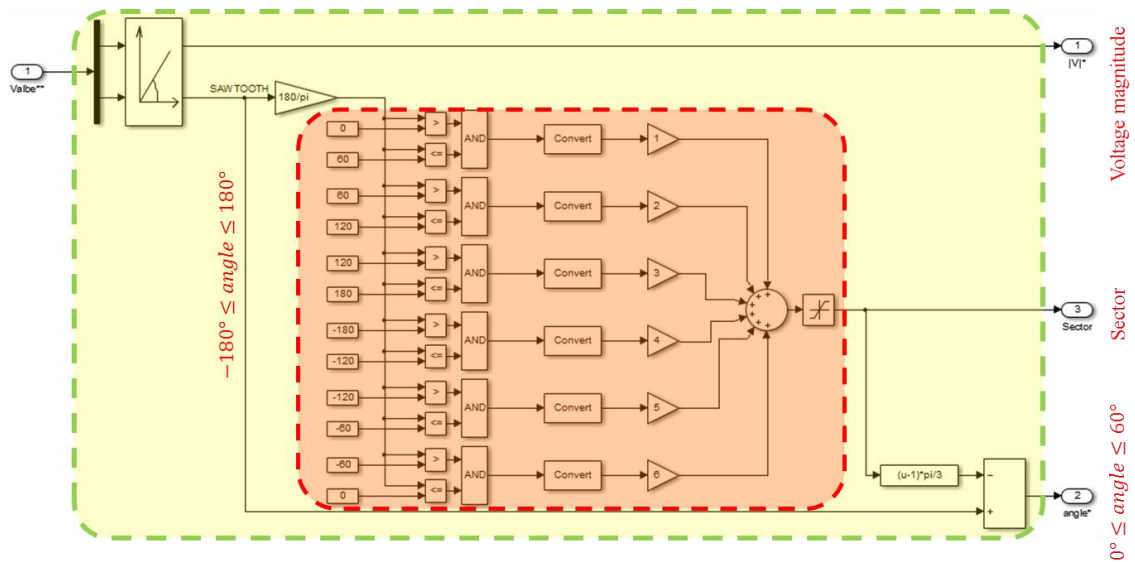 1
Valbe**
SAWTOOTH
180/pi
1
|V|*
Voltage magnitude
−180° ≤ angle ≤ 180°
0
60
>
<=
AND
Convert
1
60
120
>
<=
AND
Convert
2
120
180
>
<=
AND
Convert
3
-180
-120
>
<=
AND
Convert
4
-120
-60
>
<=
AND
Convert
5
-60
0
>
<=
AND
Convert
6
+ +
+
+
+
+
3
Sector
Sector
(u-1)*pi/3
−
+
2
angle*
0° ≤ angle ≤ 60°